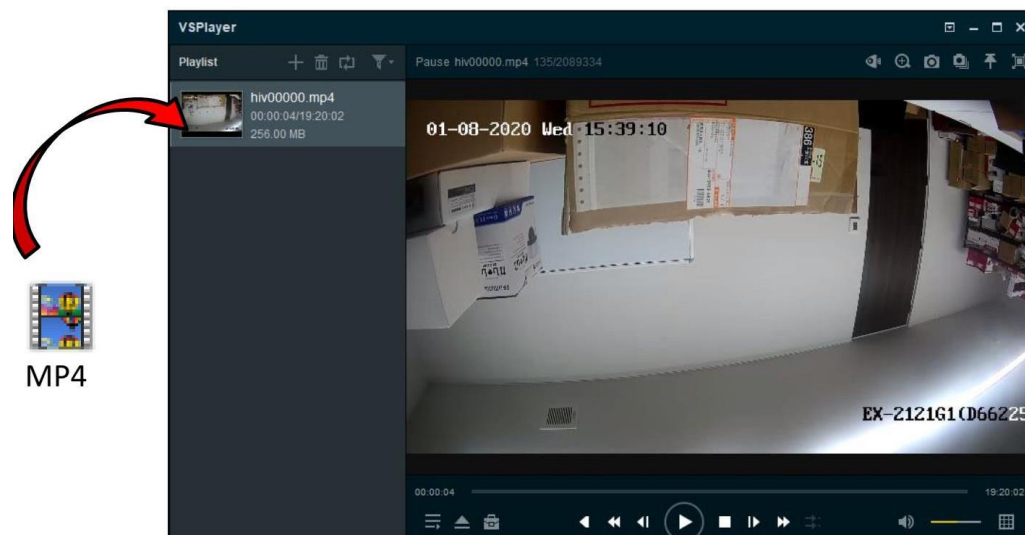 VSPlayer
Playlist
Pause hiv00000.mp4 135/2089334
hiv00000.mp4
00:00:04/19:20:02
256.00 MB
01-08-2020 Wed 15:39:10
386
EX-2121G1(D66225
MP4
00:00:04
19:20:02